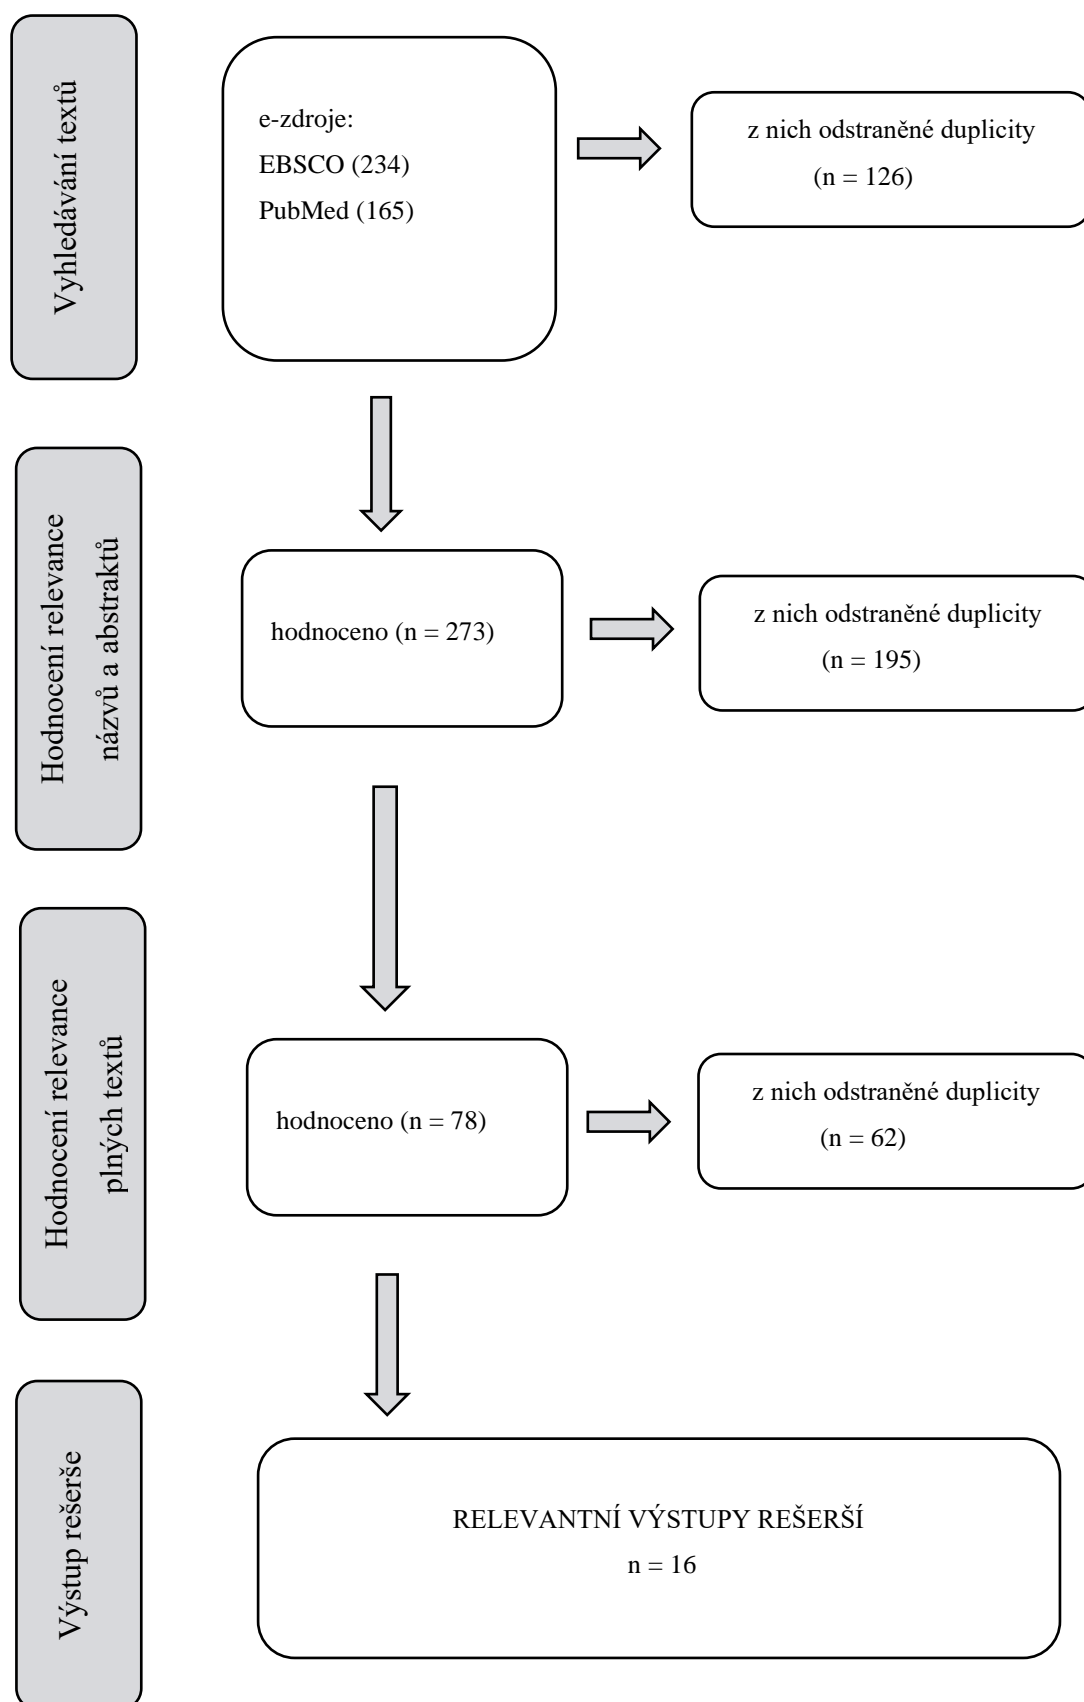 Vyhledávání textů
e-zdroje:
EBSCO (234)
PubMed (165)
z nich odstraněné duplicity
(n = 126)
Hodnocení relevance
názvů a abstraktů
hodnoceno (n = 273)
z nich odstraněné duplicity
(n = 195)
Hodnocení relevance
plných textů
hodnoceno (n = 78)
z nich odstraněné duplicity
(n = 62)
Výstup rešerše
RELEVANTNÍ VÝSTUPY REŠERŠÍ
n = 16